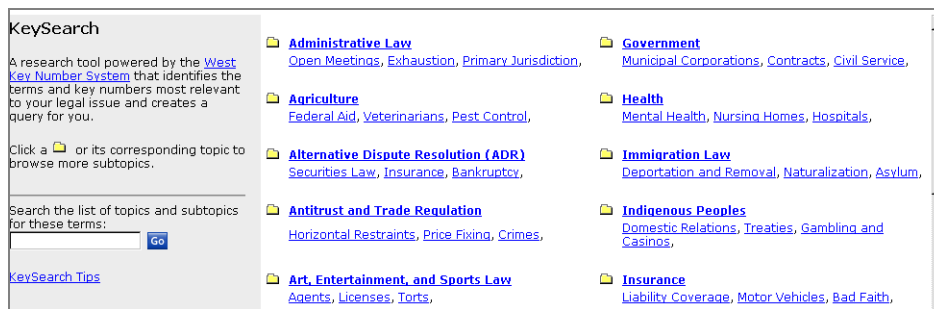 KeySearch
A research tool powered by the West
Key Number System that identifies the
terms and key numbers most relevant
to your legal issue and creates a
query for you.
Click a or its corresponding topic to
browse more subtopics.
Search the list of topics and subtopics
for these terms:
Go
KeySearch Tips
Administrative Law
Open Meetings, Exhaustion, Primary Jurisdiction,
Agriculture
Federal Aid, Veterinarians, Pest Control,
Alternative Dispute Resolution (ADR)
Securities Law, Insurance, Bankruptcy,
Antitrust and Trade Regulation
Horizontal Restraints, Price Fixing, Crimes,
Art, Entertainment, and Sports Law
Agents, Licenses, Torts,
Government
Municipal Corporations, Contracts, Civil Service,
Health
Mental Health, Nursing Homes, Hospitals,
Immigration Law
Deportation and Removal, Naturalization, Asylum,
Indigenous Peoples
Domestic Relations, Treaties, Gambling and
Casinos,
Insurance
Liability Coverage, Motor Vehicles, Bad Faith,